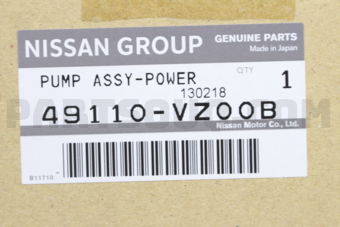 NISSAN GROUP
GENUINE PARTS
Made in Japan
PUMP ASSY-POWER
QTY 1
130218
49110-VZ00B
Nissan Motor Co., Ltd.